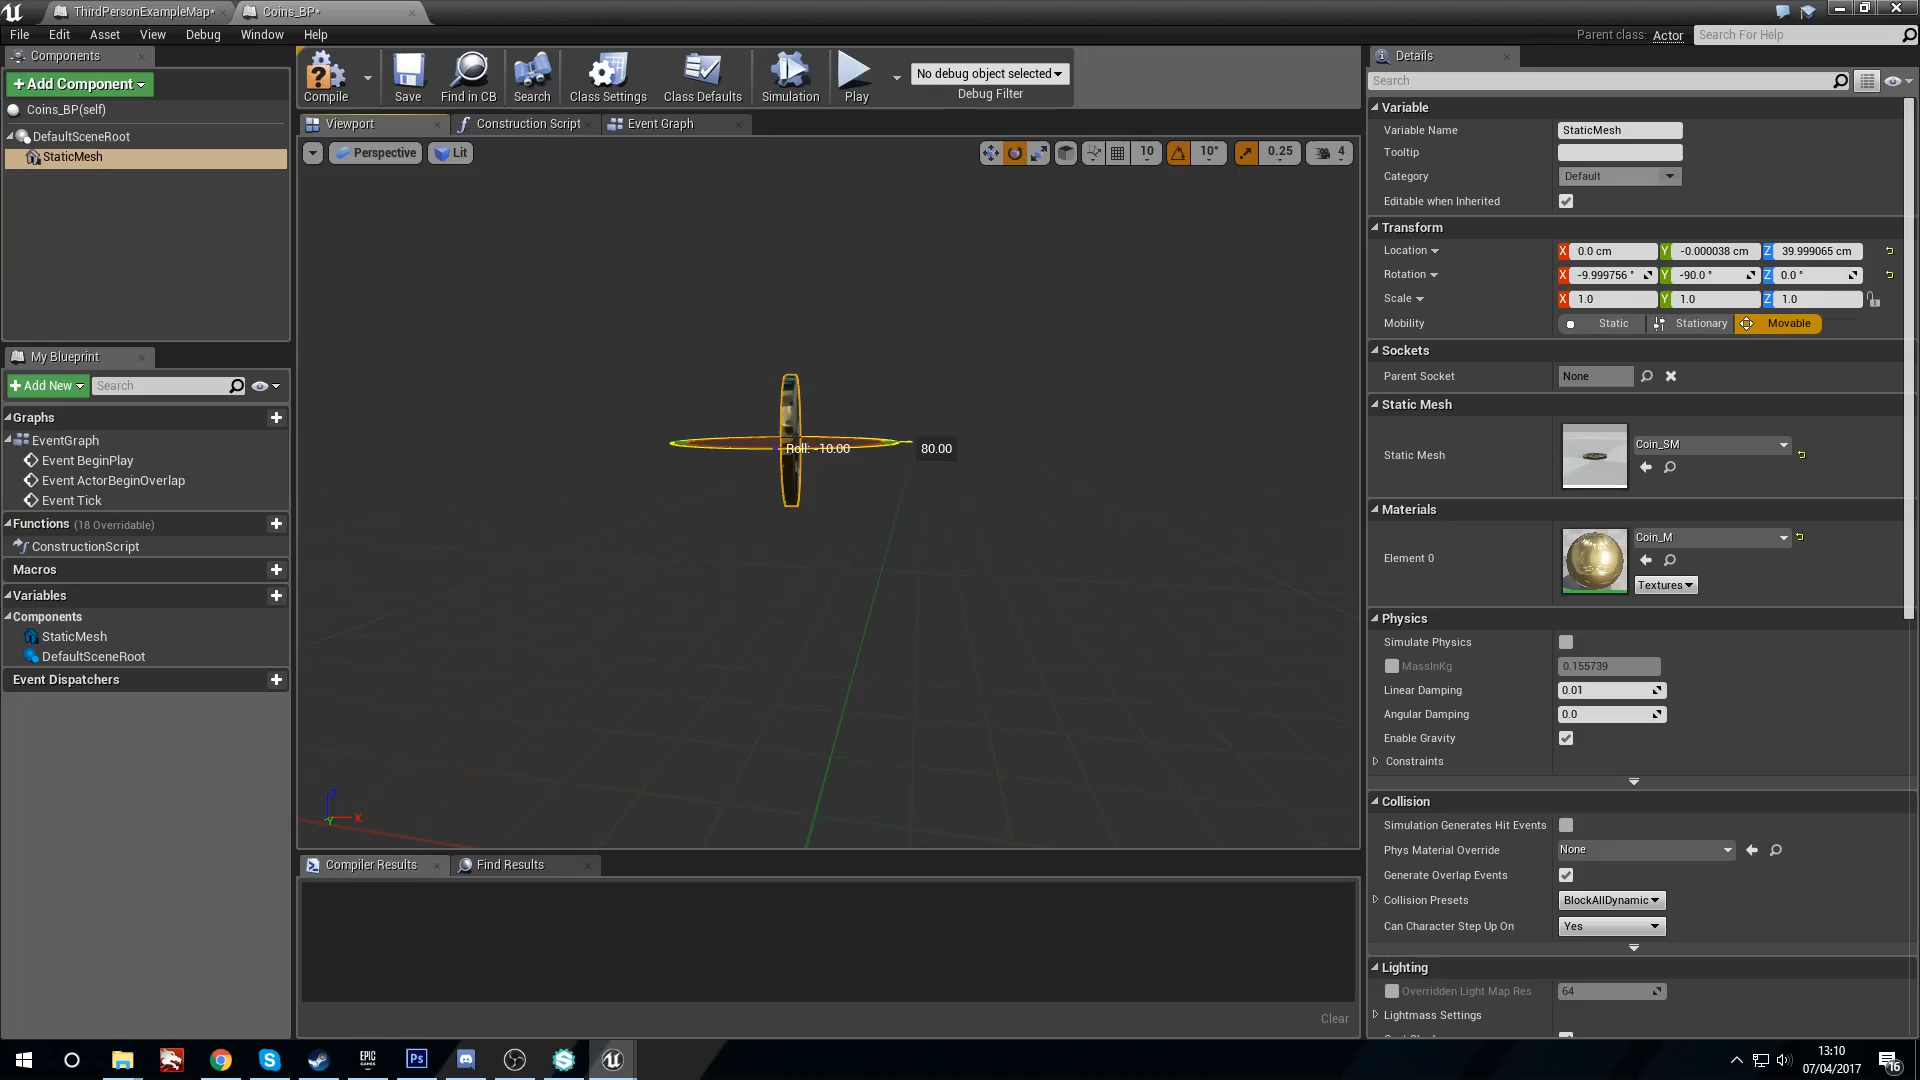 ThirdPersonExampleMap*
Coins_BP*
File Edit Asset View Debug Window Help
Parent class: Actor
Search For Help
Components
+Add Component
Coins_BP(self)
DefaultSceneRoot
StaticMesh
Compile
Save
Find in CB
Search
Class Settings
Class Defaults
Simulation
Play
No debug object selected
Debug Filter
Viewport
Construction Script
Event Graph
Perspective
Lit
10
10°
0.25
4
Roll: -10.00
80.00
Z
X
Y
My Blueprint
+Add New
Search
Graphs
EventGraph
Event BeginPlay
Event ActorBeginOverlap
Event Tick
Functions (18 Overridable)
ConstructionScript
Macros
Variables
Components
StaticMesh
DefaultSceneRoot
Event Dispatchers
Compiler Results
Find Results
Clear
Details
Search
Variable
Variable Name StaticMesh
Tooltip
Category Default
Editable when Inherited
Transform
Location X 0.0 cm Y -0.000038 cm Z 39.999065 cm
Rotation X -9.999756 ° Y -90.0 ° Z 0.0 °
Scale X 1.0 Y 1.0 Z 1.0
Mobility Static Stationary Movable
Sockets
Parent Socket None
Static Mesh
Static Mesh Coin_SM
Materials
Element 0 Coin_M
Textures
Physics
Simulate Physics
MassInKg 0.155739
Linear Damping 0.01
Angular Damping 0.0
Enable Gravity
Constraints
Collision
Simulation Generates Hit Events
Phys Material Override None
Generate Overlap Events
Collision Presets BlockAllDynamic
Can Character Step Up On Yes
Lighting
Overridden Light Map Res 64
Lightmass Settings
EPIC
GAMES
Ps
13:10
07/04/2017
16